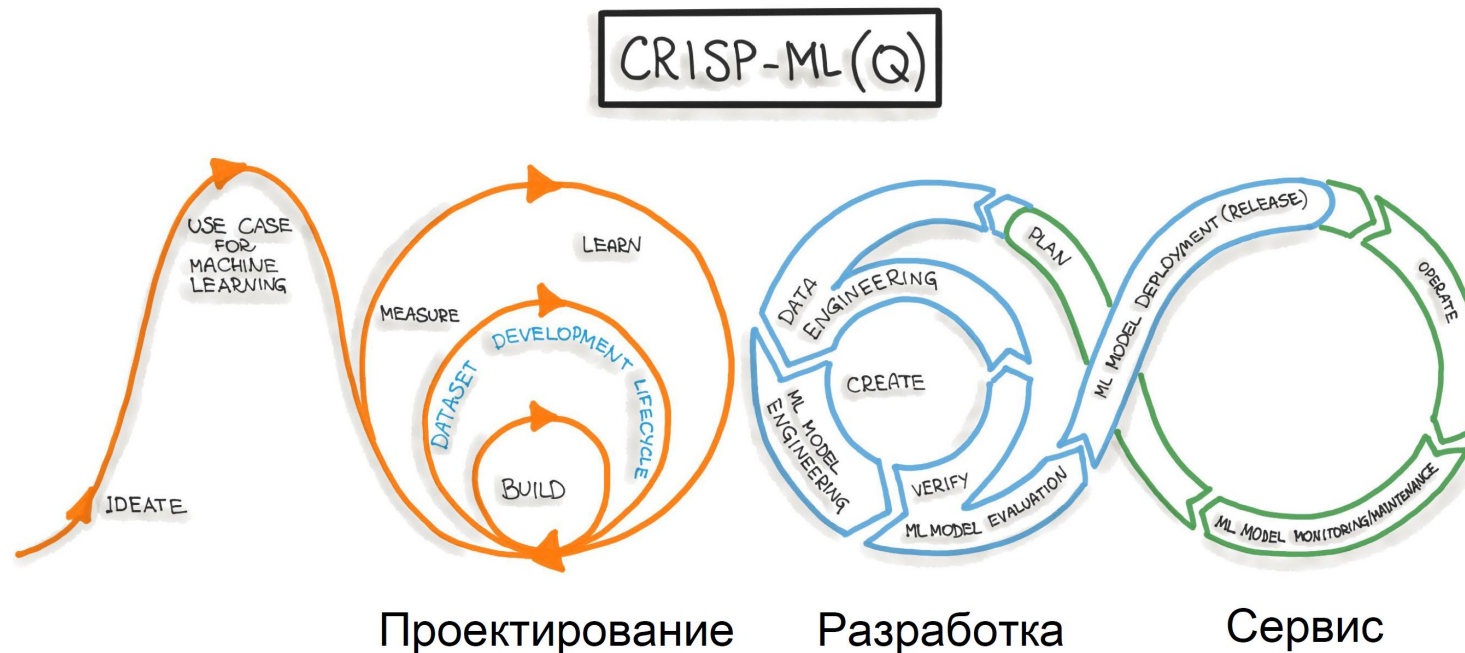 CRISP-ML(Q)
IDEATE
USE CASE
FOR
MACHINE
LEARNING
MEASURE
LEARN
DATASET DEVELOPMENT LIFECYCLE
BUILD
DATA
ENGINEERING
PLAN
CREATE
ML MODEL
ENGINEERING
VERIFY
ML MODEL EVALUATION
ML MODEL DEPLOYMENT (RELEASE)
OPERATE
ML MODEL MONITORING/MAINTENANCE
Проектирование
Разработка
Сервис